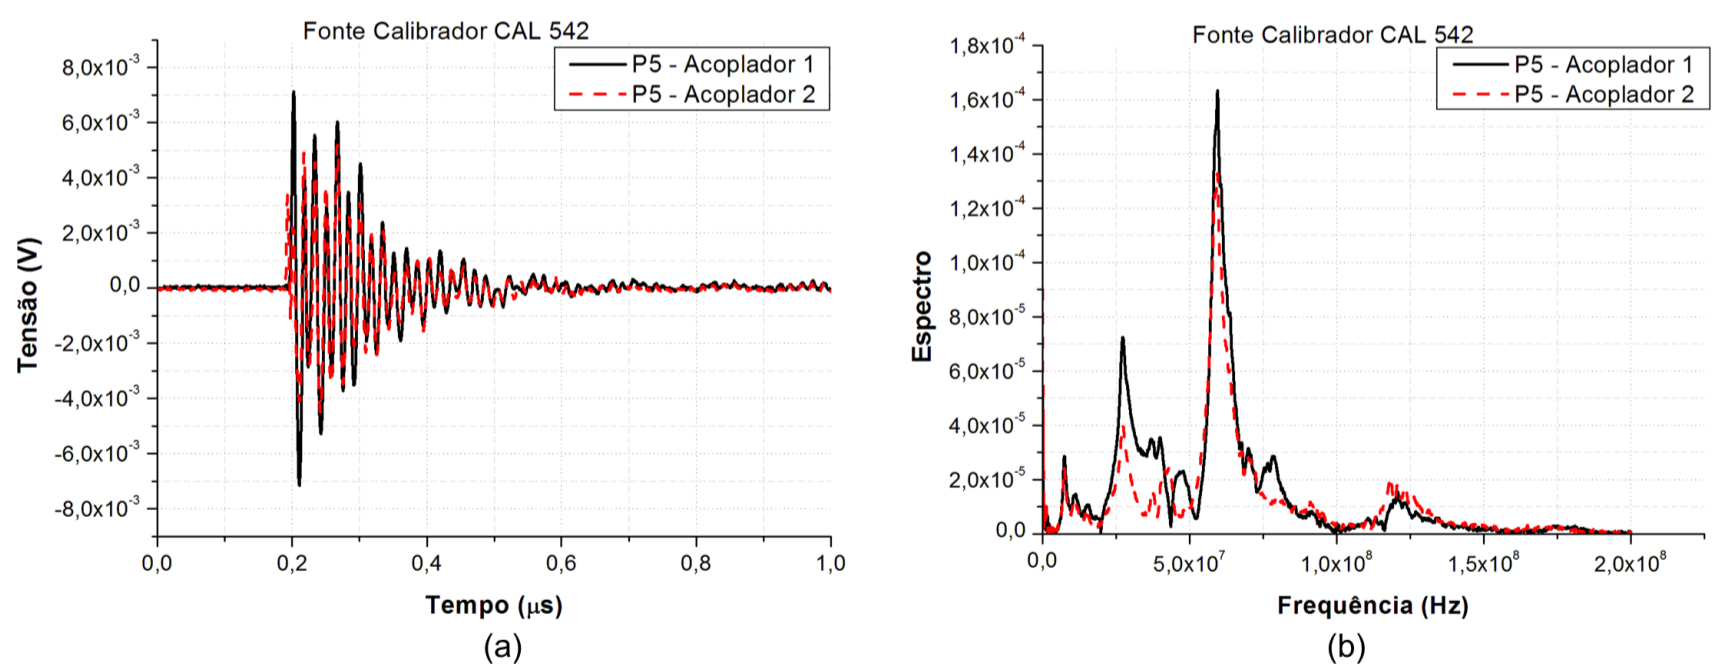 Fonte Calibrador CAL 542
P5 - Acoplador 1
P5 - Acoplador 2
8,0x10⁻³
6,0x10⁻³
4,0x10⁻³
2,0x10⁻³
0,0
-2,0x10⁻³
-4,0x10⁻³
-6,0x10⁻³
-8,0x10⁻³
Tensão (V)
0,0 0,2 0,4 0,6 0,8 1,0
Tempo (μs)
(a)
Fonte Calibrador CAL 542
P5 - Acoplador 1
P5 - Acoplador 2
1,8x10⁻⁴
1,6x10⁻⁴
1,4x10⁻⁴
1,2x10⁻⁴
1,0x10⁻⁴
8,0x10⁻⁵
6,0x10⁻⁵
4,0x10⁻⁵
2,0x10⁻⁵
0,0
Espectro
0,0 5,0x10⁷ 1,0x10⁸ 1,5x10⁸ 2,0x10⁸
Frequência (Hz)
(b)